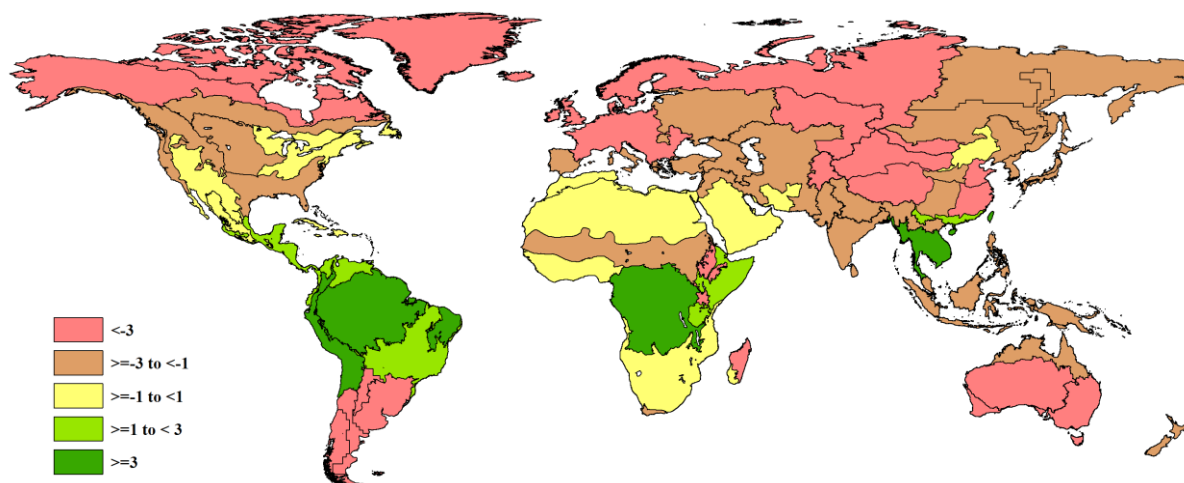 <-3
>=-3 to <-1
>=-1 to <1
>=1 to < 3
>=3